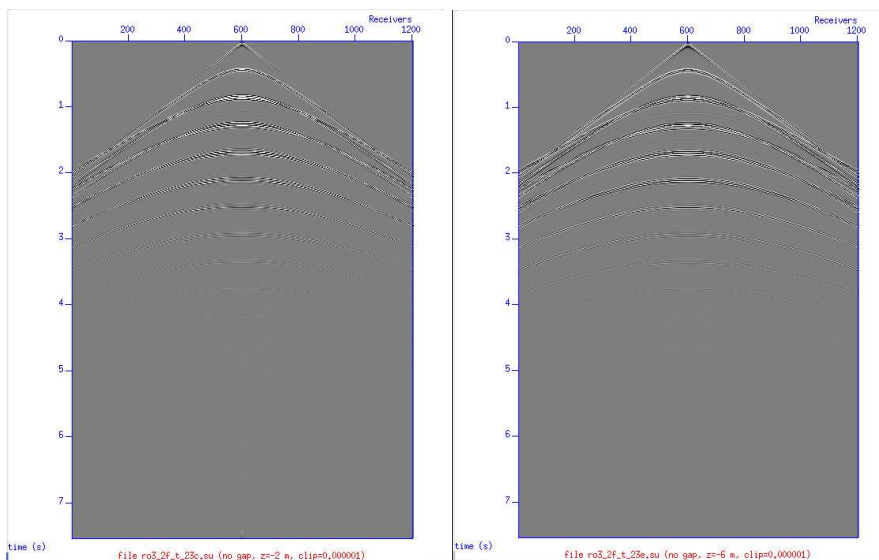 Receivers
200 400 600 800 1000 1200
0
1
2
3
4
5
6
7
time (s)
file ro3_2f_t_23c.su (no gap, z=-2 m, clip=0.000001)
Receivers
200 400 600 800 1000 1200
0
1
2
3
4
5
6
7
time (s)
file ro3_2f_t_23e.su (no gap, z=-6 m, clip=0.000001)